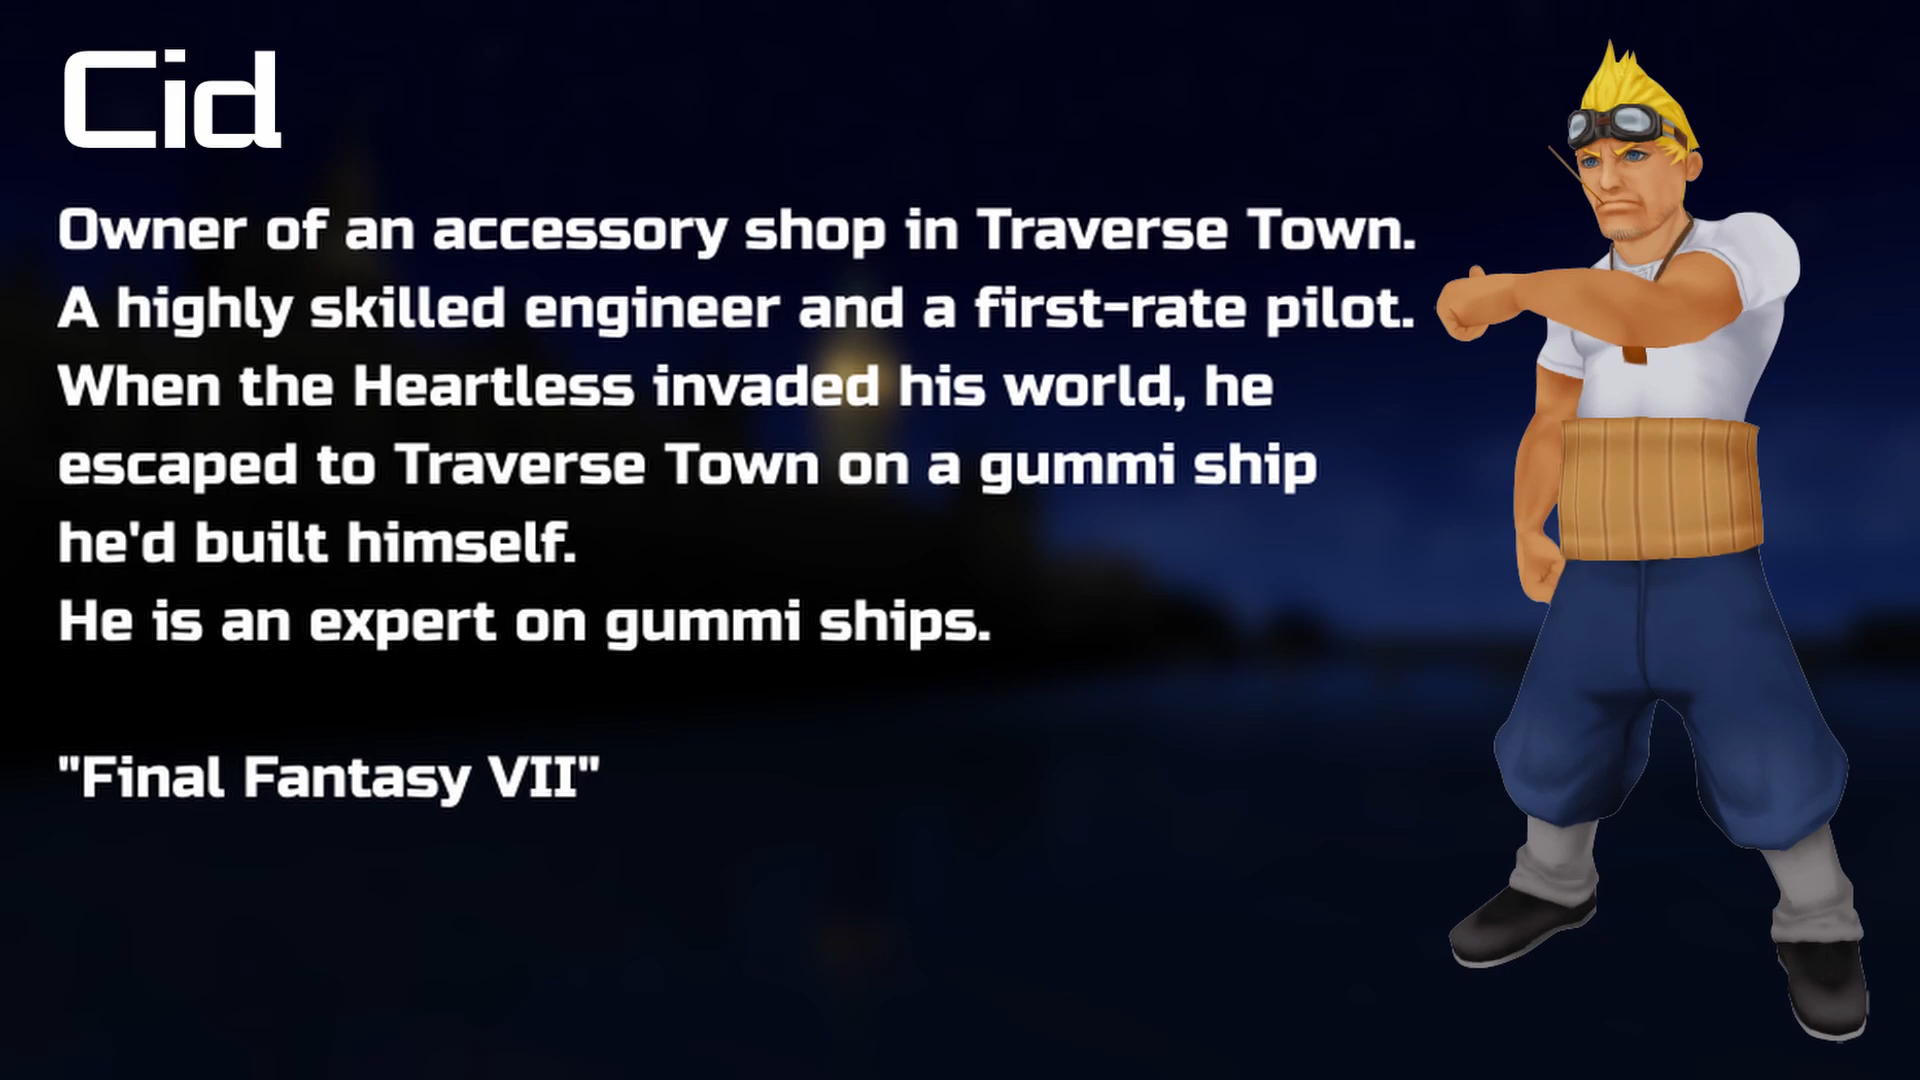 Cid
Owner of an accessory shop in Traverse Town.
A highly skilled engineer and a first-rate pilot.
When the Heartless invaded his world, he
escaped to Traverse Town on a gummi ship
he'd built himself.
He is an expert on gummi ships.
"Final Fantasy VII"